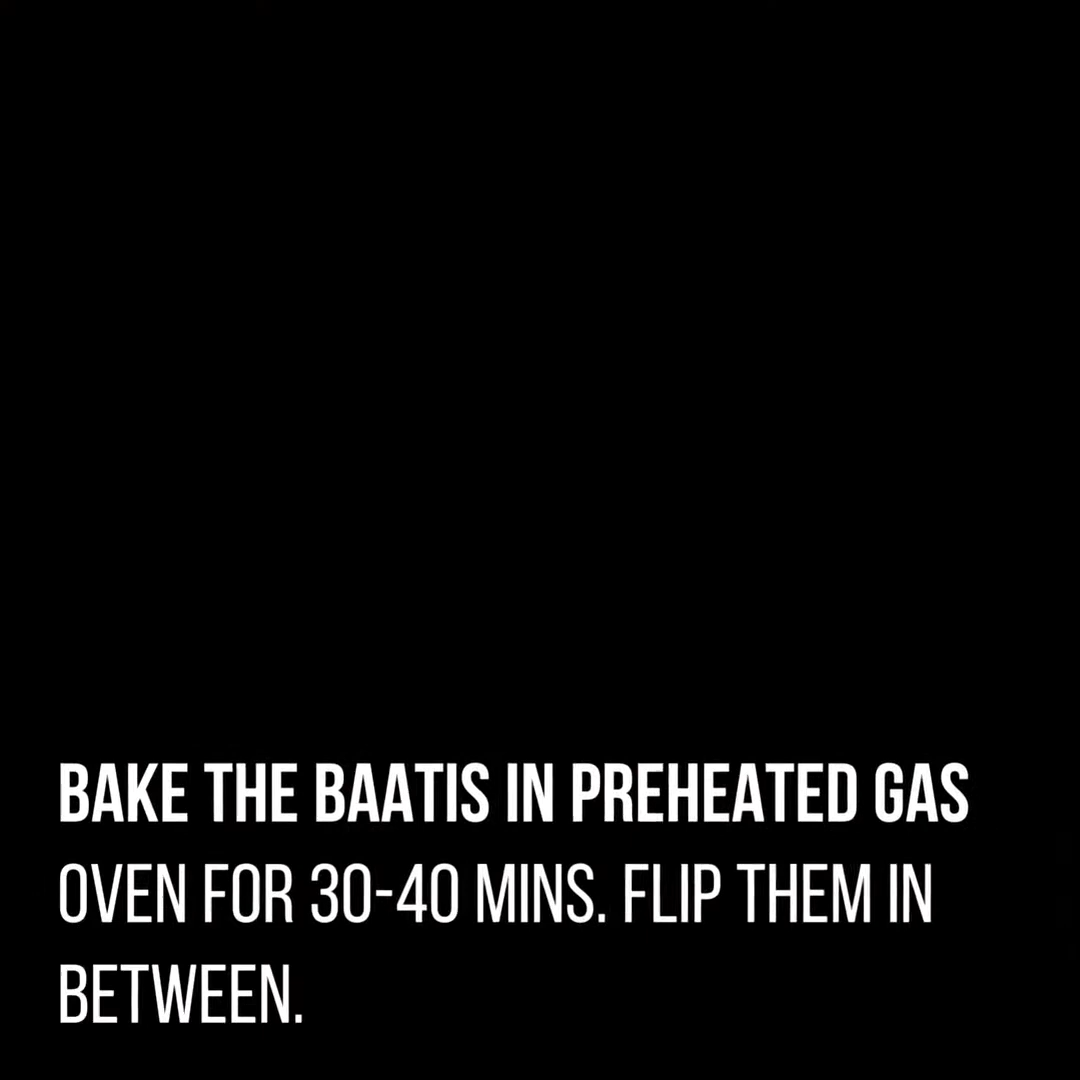 BAKE THE BAATIS IN PREHEATED GAS
OVEN FOR 30-40 MINS. FLIP THEM IN
BETWEEN.